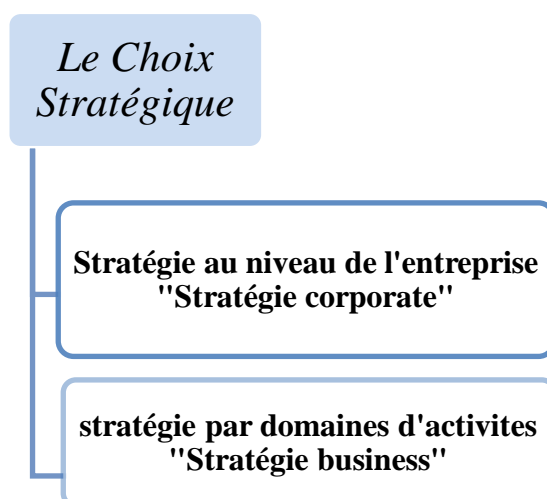 Le Choix
Stratégique
Stratégie au niveau de l'entreprise
"Stratégie corporate"
stratégie par domaines d'activites
"Stratégie business"